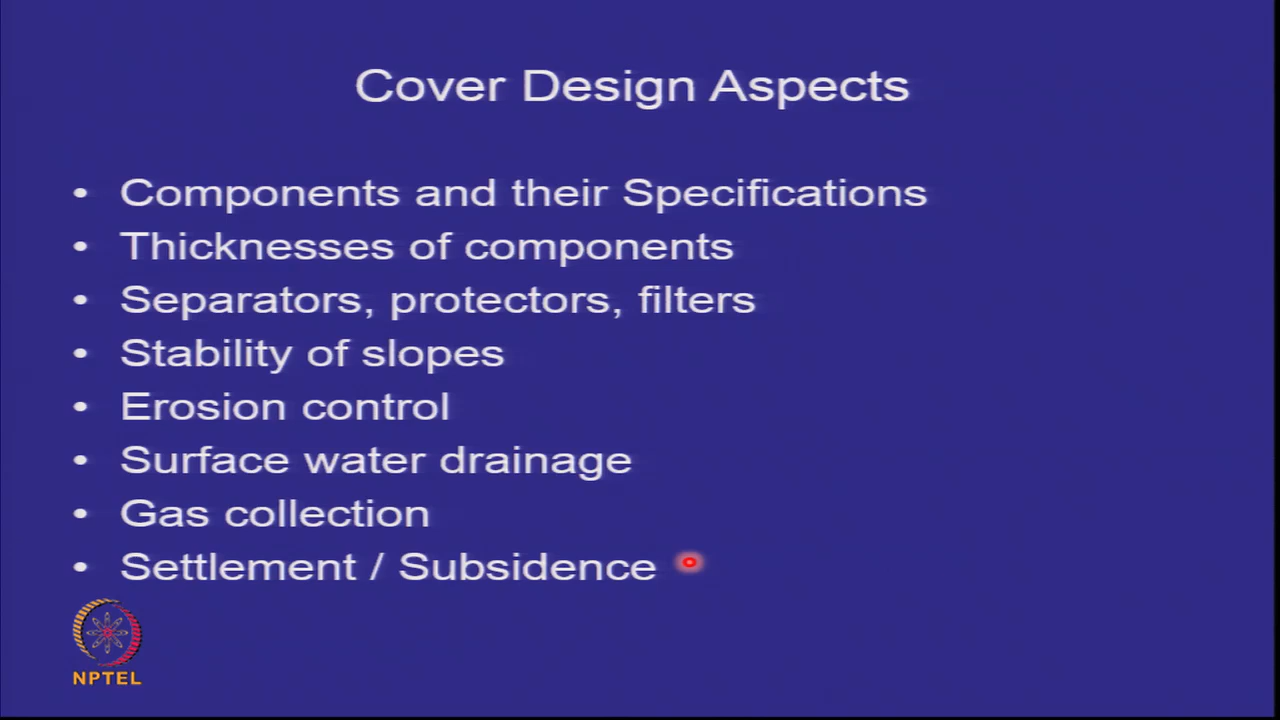 Cover Design Aspects
• Components and their Specifications
• Thicknesses of components
• Separators, protectors, filters
• Stability of slopes
• Erosion control
• Surface water drainage
• Gas collection
• Settlement / Subsidence
NPTEL